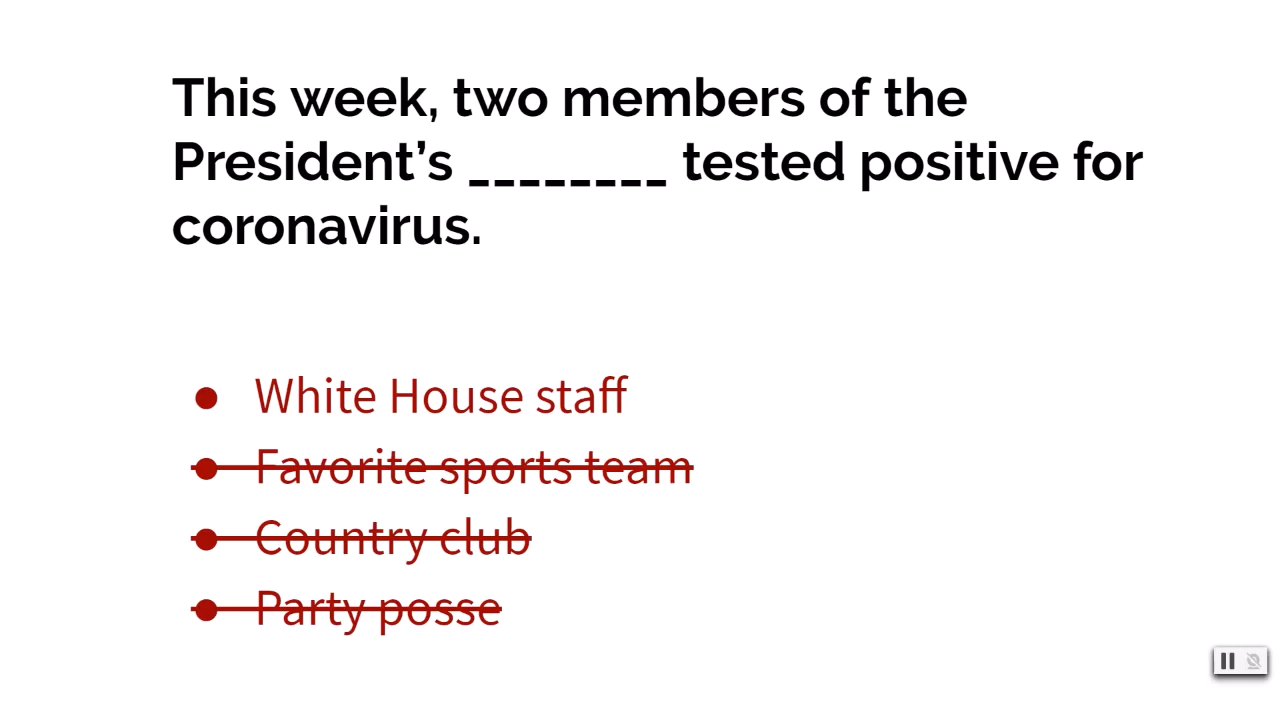 This week, two members of the
President’s ________ tested positive for
coronavirus.
● White House staff
● Favorite sports team
● Country club
● Party posse